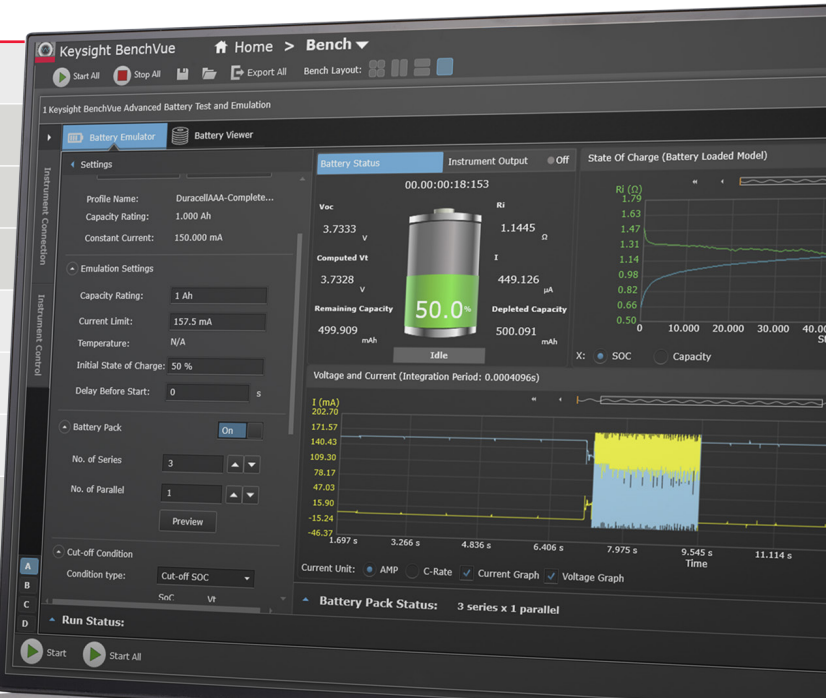 Keysight BenchVue
Home > Bench
Start All
Stop All
Export All
Bench Layout:
1 Keysight BenchVue Advanced Battery Test and Emulation
Battery Emulator
Battery Viewer
Instrument Connection
Instrument Control
Settings
Profile Name: DuracellAAA-Complete...
Capacity Rating: 1.000 Ah
Constant Current: 150.000 mA
Emulation Settings
Capacity Rating: 1 Ah
Current Limit: 157.5 mA
Temperature: N/A
Initial State of Charge: 50 %
Delay Before Start: 0 s
Battery Pack On
No. of Series 3
No. of Parallel 1
Preview
Cut-off Condition
Condition type: Cut-off SOC
SoC Vt
A
B
C
D
Run Status:
Start
Start All
Battery Status
Instrument Output Off
00.00:00:18:153
Voc
3.7333 V
Ri
1.1445 Ω
Computed Vt
3.7328 V
I
449.126 µA
Remaining Capacity
499.909 mAh
50.0%
Depleted Capacity
500.091 mAh
Idle
State Of Charge (Battery Loaded Model)
Ri (Ω)
1.79
1.63
1.47
1.31
1.14
0.98
0.82
0.66
0.50
0 10.000 20.000 30.000 40.00
X: SOC Capacity
Voltage and Current (Integration Period: 0.0004096s)
I (mA)
202.70
171.57
140.43
109.30
78.17
47.03
15.90
-15.24
-46.37
1.697 s 3.266 s 4.836 s 6.406 s 7.975 s 9.545 s 11.114 s
Time
Current Unit: AMP C-Rate Current Graph Voltage Graph
Battery Pack Status: 3 series x 1 parallel